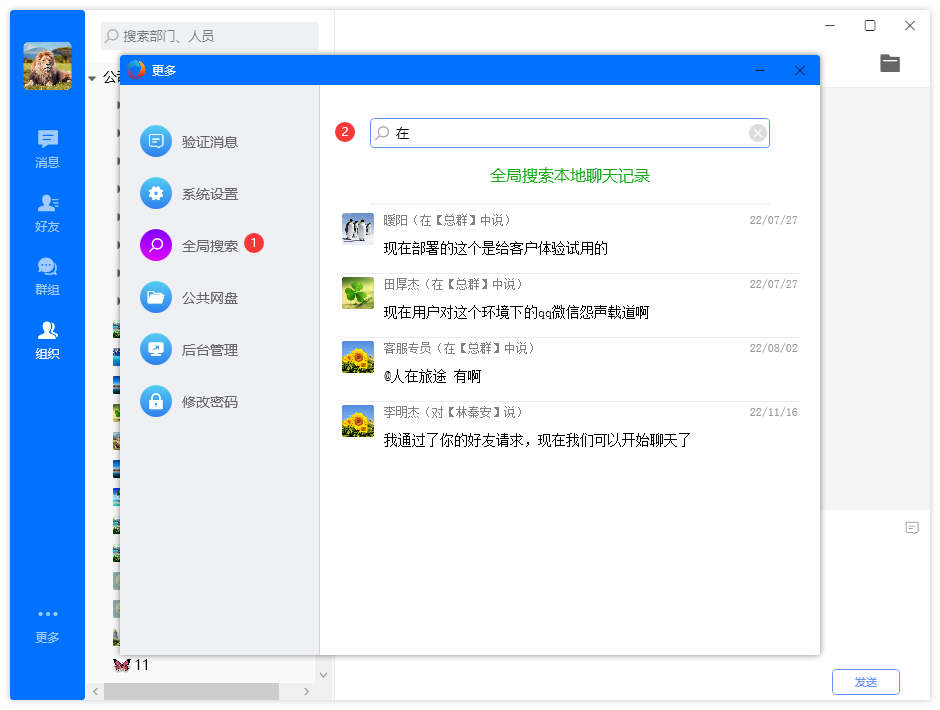 搜索部门、人员
公
更多
消息
好友
群组
组织
更多
验证消息
系统设置
全局搜索 1
公共网盘
后台管理
修改密码
2 在
全局搜索本地聊天记录
暖阳（在【总群】中说） 22/07/27
现在部署的这个是给客户体验试用的
田厚杰（在【总群】中说） 22/07/27
现在用户对这个环境下的qq微信怨声载道啊
客服专员（在【总群】中说） 22/08/02
@人在旅途 有啊
李明杰（对【林秦安】说） 22/11/16
我通过了你的好友请求，现在我们可以开始聊天了
11
发送